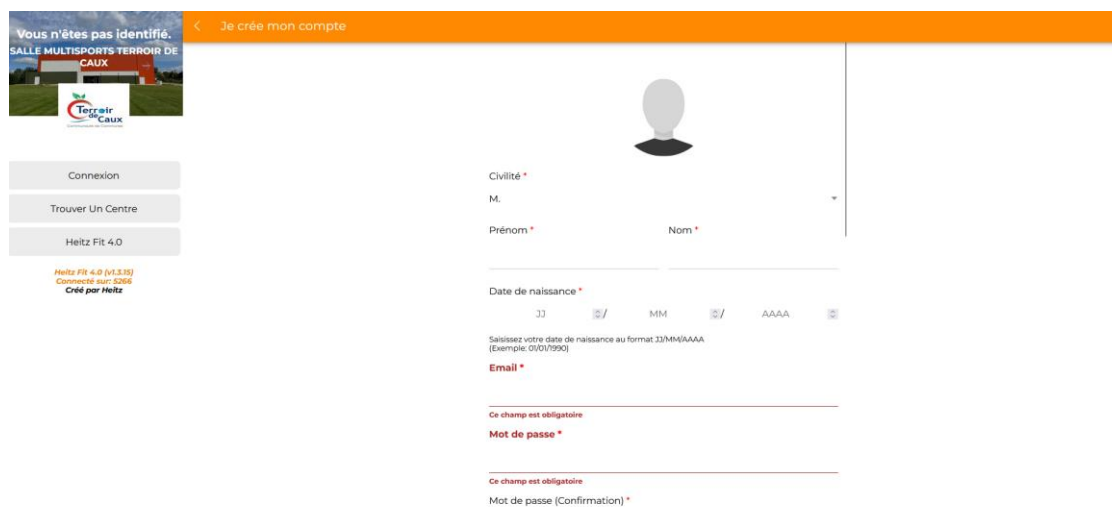 Vous n'êtes pas identifié.
SALLE MULTISPORTS TERROIR DE
CAUX
Terroir
de Caux
Communauté de Communes
Connexion
Trouver Un Centre
Heitz Fit 4.0
Heitz Fit 4.0 (v1.3.15)
Connecté sur: 5266
Créé par Heitz
Je crée mon compte
Civilité *
M.
Prénom * Nom *
Date de naissance *
JJ / MM / AAAA
Saisissez votre date de naissance au format JJ/MM/AAAA
(Exemple: 01/01/1990)
Email *
Ce champ est obligatoire
Mot de passe *
Ce champ est obligatoire
Mot de passe (Confirmation) *